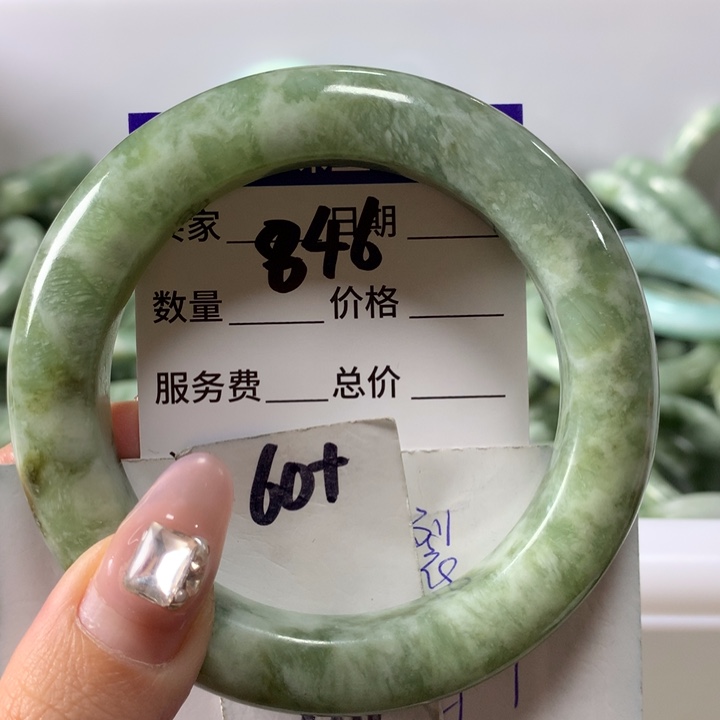 家 846 日期
数量 价格
服务费 总价
60+